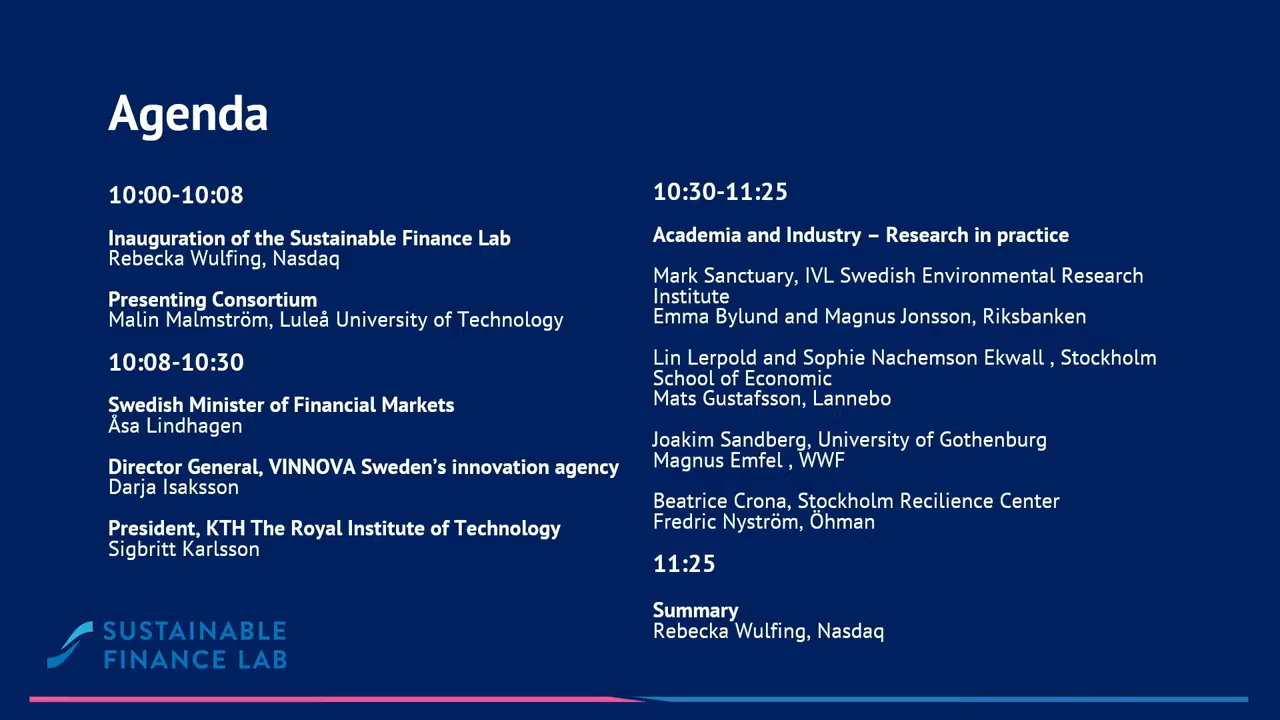 Agenda
10:00-10:08
Inauguration of the Sustainable Finance Lab
Rebecka Wulfing, Nasdaq
Presenting Consortium
Malin Malmström, Luleå University of Technology
10:08-10:30
Swedish Minister of Financial Markets
Åsa Lindhagen
Director General, VINNOVA Sweden’s innovation agency
Darja Isaksson
President, KTH The Royal Institute of Technology
Sigbritt Karlsson
10:30-11:25
Academia and Industry – Research in practice
Mark Sanctuary, IVL Swedish Environmental Research
Institute
Emma Bylund and Magnus Jonsson, Riksbanken
Lin Lerpold and Sophie Nachemson Ekwall , Stockholm
School of Economic
Mats Gustafsson, Lannebo
Joakim Sandberg, University of Gothenburg
Magnus Emfel , WWF
Beatrice Crona, Stockholm Recilience Center
Fredric Nyström, Öhman
11:25
Summary
Rebecka Wulfing, Nasdaq
SUSTAINABLE
FINANCE LAB